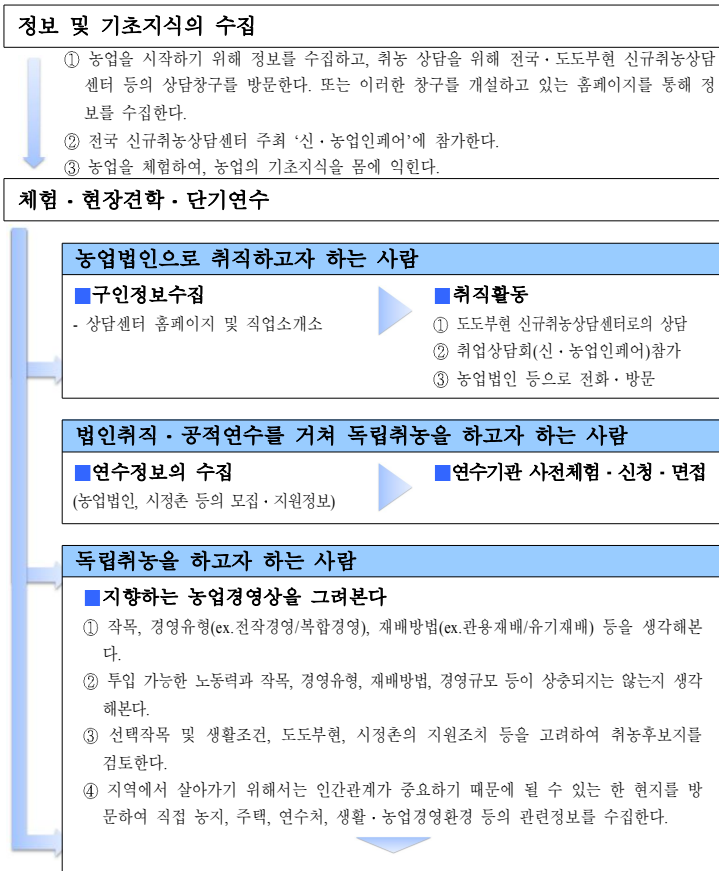 정보 및 기초지식의 수집
① 농업을 시작하기 위해 정보를 수집하고, 취농 상담을 위해 전국·도도부현 신규취농상담
센터 등의 상담창구를 방문한다. 또는 이러한 창구를 개설하고 있는 홈페이지를 통해 정
보를 수집한다.
② 전국 신규취농상담센터 주최 ‘신·농업인페어’에 참가한다.
③ 농업을 체험하여, 농업의 기초지식을 몸에 익힌다.
체험·현장견학·단기연수
농업법인으로 취직하고자 하는 사람
■구인정보수집
- 상담센터 홈페이지 및 직업소개소
■취직활동
① 도도부현 신규취농상담센터로의 상담
② 취업상담회(신·농업인페어)참가
③ 농업법인 등으로 전화·방문
법인취직·공적연수를 거쳐 독립취농을 하고자 하는 사람
■연수정보의 수집
(농업법인, 시정촌 등의 모집·지원정보)
■연수기관 사전체험·신청·면접
독립취농을 하고자 하는 사람
■지향하는 농업경영상을 그려본다
① 작목, 경영유형(ex.전작경영/복합경영), 재배방법(ex.관용재배/유기재배) 등을 생각해본
다.
② 투입 가능한 노동력과 작목, 경영유형, 재배방법, 경영규모 등이 상충되지는 않는지 생각
해본다.
③ 선택작목 및 생활조건, 도도부현, 시정촌의 지원조치 등을 고려하여 취농후보지를
검토한다.
④ 지역에서 살아가기 위해서는 인간관계가 중요하기 때문에 될 수 있는 한 현지를 방
문하여 직접 농지, 주택, 연수처, 생활·농업경영환경 등의 관련정보를 수집한다.